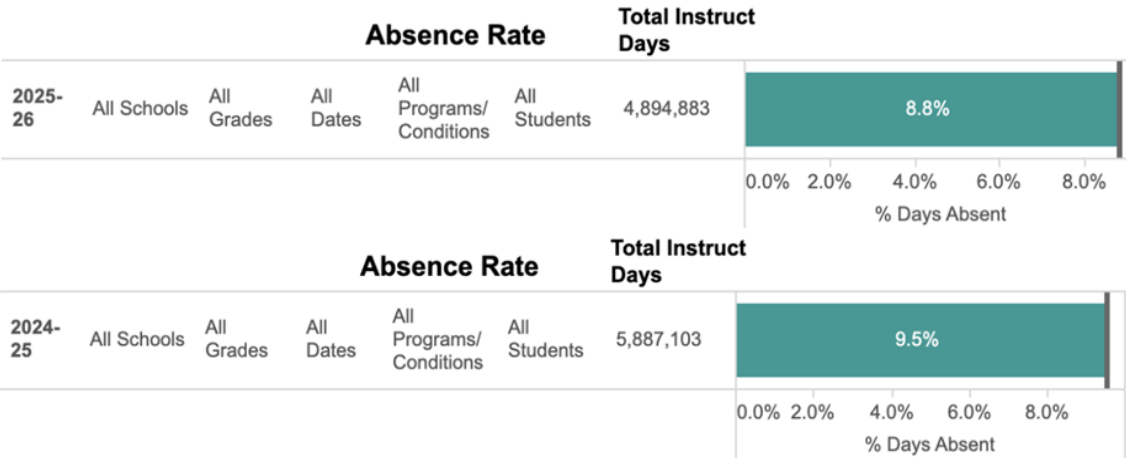 Absence Rate
Total Instruct
Days
2025-
26
All Schools
All
Grades
All
Dates
All
Programs/
Conditions
All
Students
4,894,883
8.8%
0.0% 2.0% 4.0% 6.0% 8.0%
% Days Absent
Absence Rate
Total Instruct
Days
2024-
25
All Schools
All
Grades
All
Dates
All
Programs/
Conditions
All
Students
5,887,103
9.5%
0.0% 2.0% 4.0% 6.0% 8.0%
% Days Absent